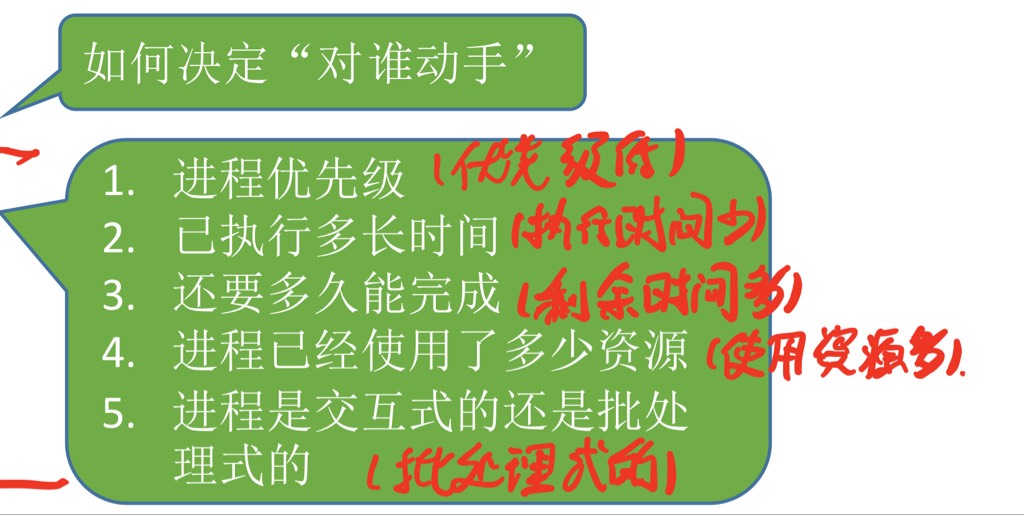 如何决定“对谁动手”
1. 进程优先级 (优先级低)
2. 已执行多长时间 (执行时间少)
3. 还要多久能完成 (剩余时间多)
4. 进程已经使用了多少资源 (使用资源多).
5. 进程是交互式的还是批处
理式的 (批处理式的)